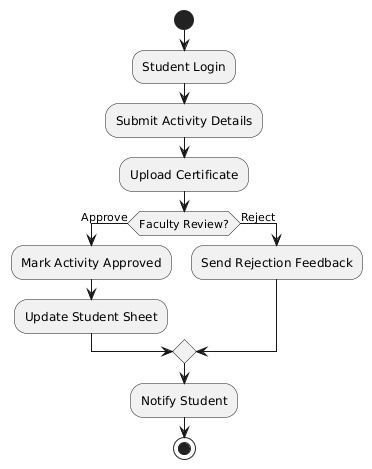 Student Login
Submit Activity Details
Upload Certificate
Faculty Review?
Approve
Reject
Mark Activity Approved
Send Rejection Feedback
Update Student Sheet
Notify Student